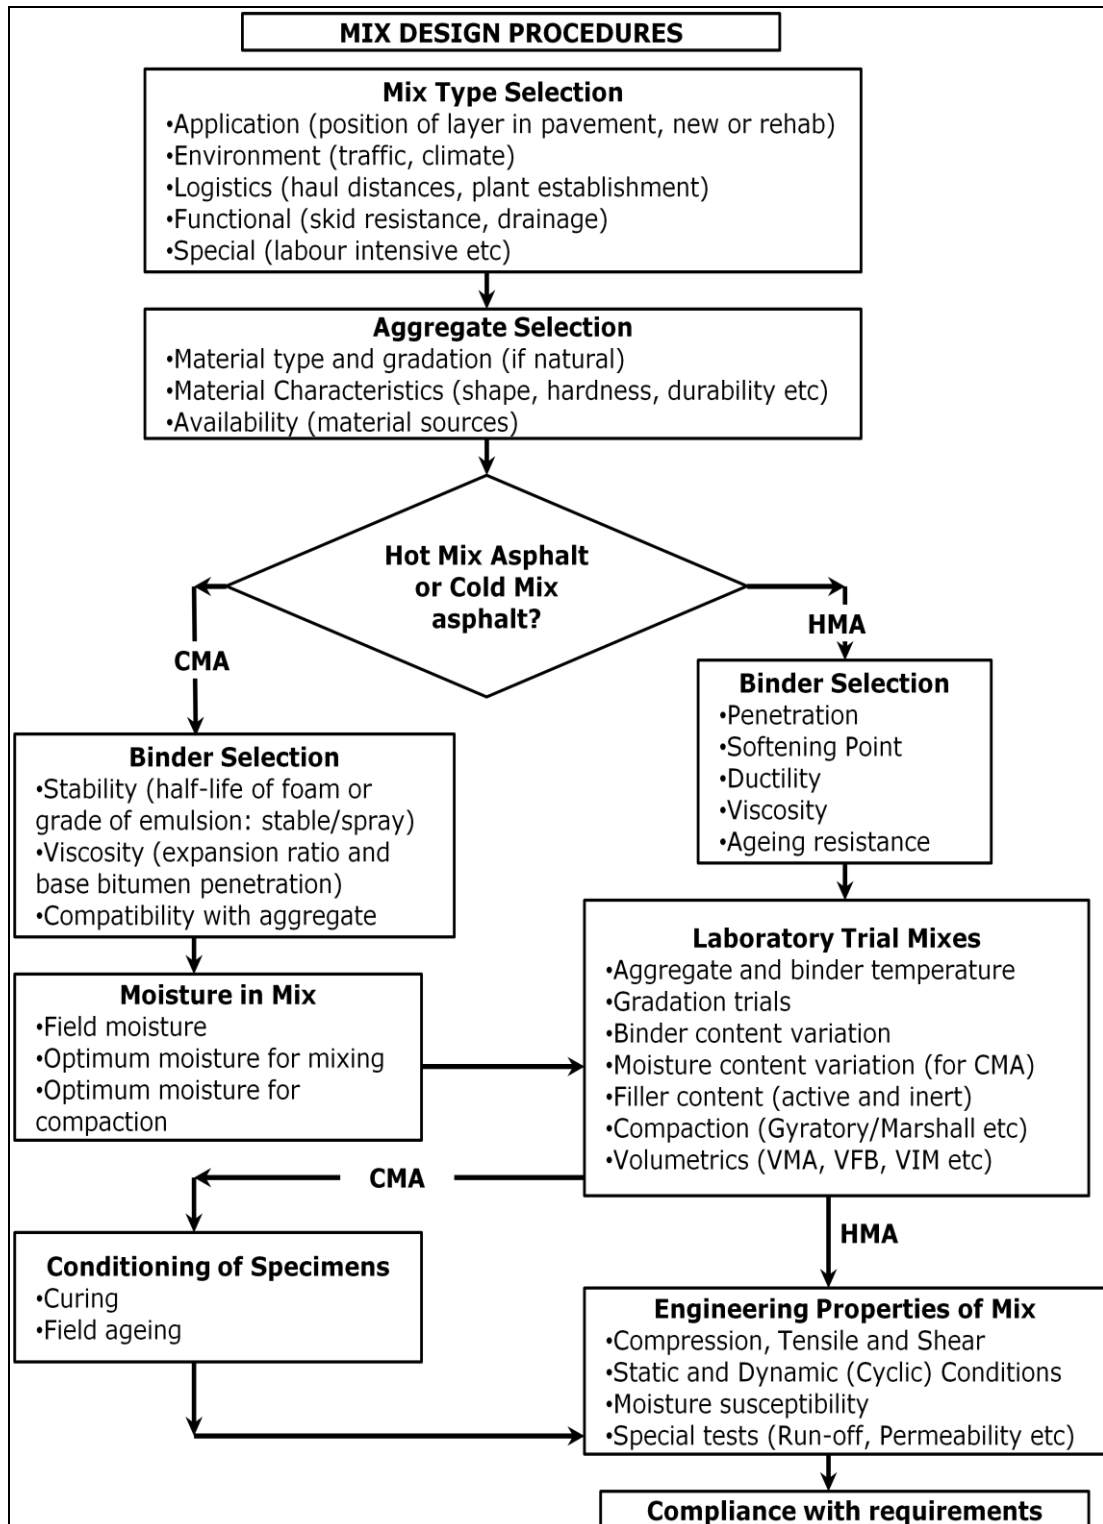 MIX DESIGN PROCEDURES
Mix Type Selection
•Application (position of layer in pavement, new or rehab)
•Environment (traffic, climate)
•Logistics (haul distances, plant establishment)
•Functional (skid resistance, drainage)
•Special (labour intensive etc)
Aggregate Selection
•Material type and gradation (if natural)
•Material Characteristics (shape, hardness, durability etc)
•Availability (material sources)
Hot Mix Asphalt
or Cold Mix
asphalt?
CMA
HMA
Binder Selection
•Stability (half-life of foam or
grade of emulsion: stable/spray)
•Viscosity (expansion ratio and
base bitumen penetration)
•Compatibility with aggregate
Binder Selection
•Penetration
•Softening Point
•Ductility
•Viscosity
•Ageing resistance
Moisture in Mix
•Field moisture
•Optimum moisture for mixing
•Optimum moisture for
compaction
Laboratory Trial Mixes
•Aggregate and binder temperature
•Gradation trials
•Binder content variation
•Moisture content variation (for CMA)
•Filler content (active and inert)
•Compaction (Gyratory/Marshall etc)
•Volumetrics (VMA, VFB, VIM etc)
CMA
HMA
Conditioning of Specimens
•Curing
•Field ageing
Engineering Properties of Mix
•Compression, Tensile and Shear
•Static and Dynamic (Cyclic) Conditions
•Moisture susceptibility
•Special tests (Run-off, Permeability etc)
Compliance with requirements